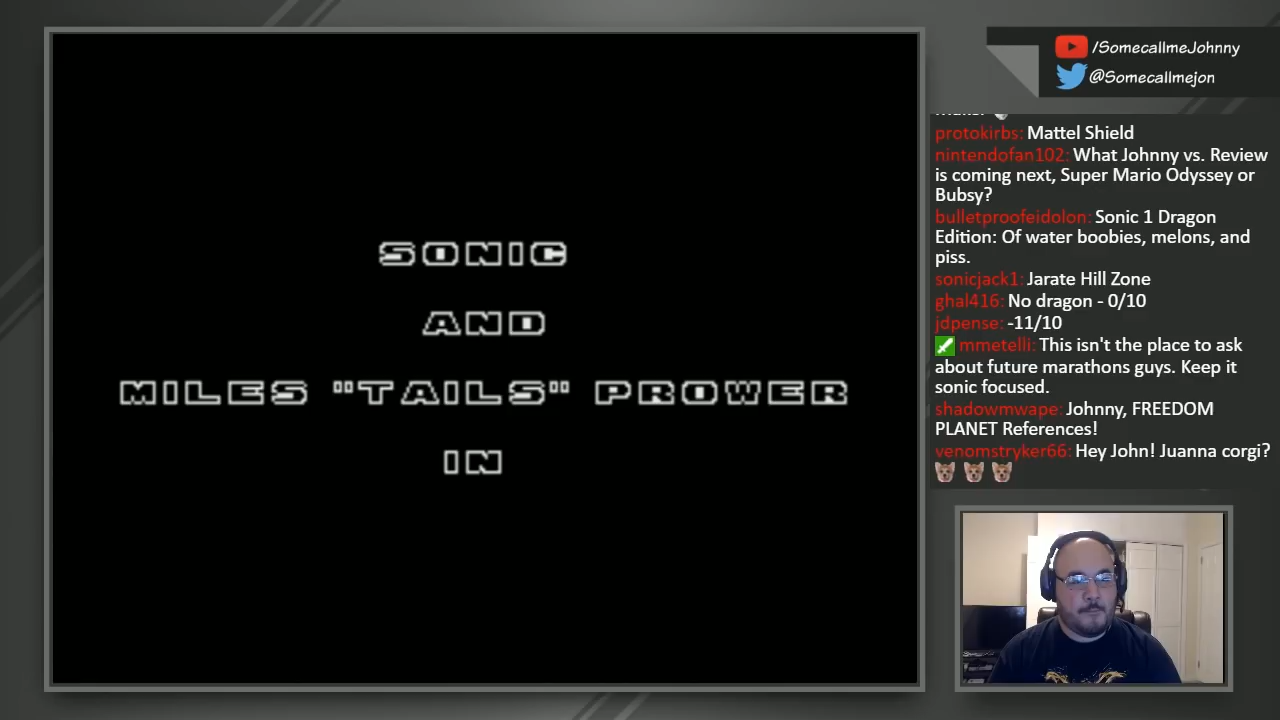 SONIC
AND
MILES "TAILS" PROWER
IN
/SomecallmeJohnny
@Somecallmejon
protokirbs: Mattel Shield
nintendofan102: What Johnny vs. Review
is coming next, Super Mario Odyssey or
Bubsy?
bulletproofeidolon: Sonic 1 Dragon
Edition: Of water boobies, melons, and
piss.
sonicjack1: Jarate Hill Zone
ghal416: No dragon - 0/10
jdpense: -11/10
mmetelli: This isn't the place to ask
about future marathons guys. Keep it
sonic focused.
shadowmwape: Johnny, FREEDOM
PLANET References!
venomstryker66: Hey John! Juanna corgi?